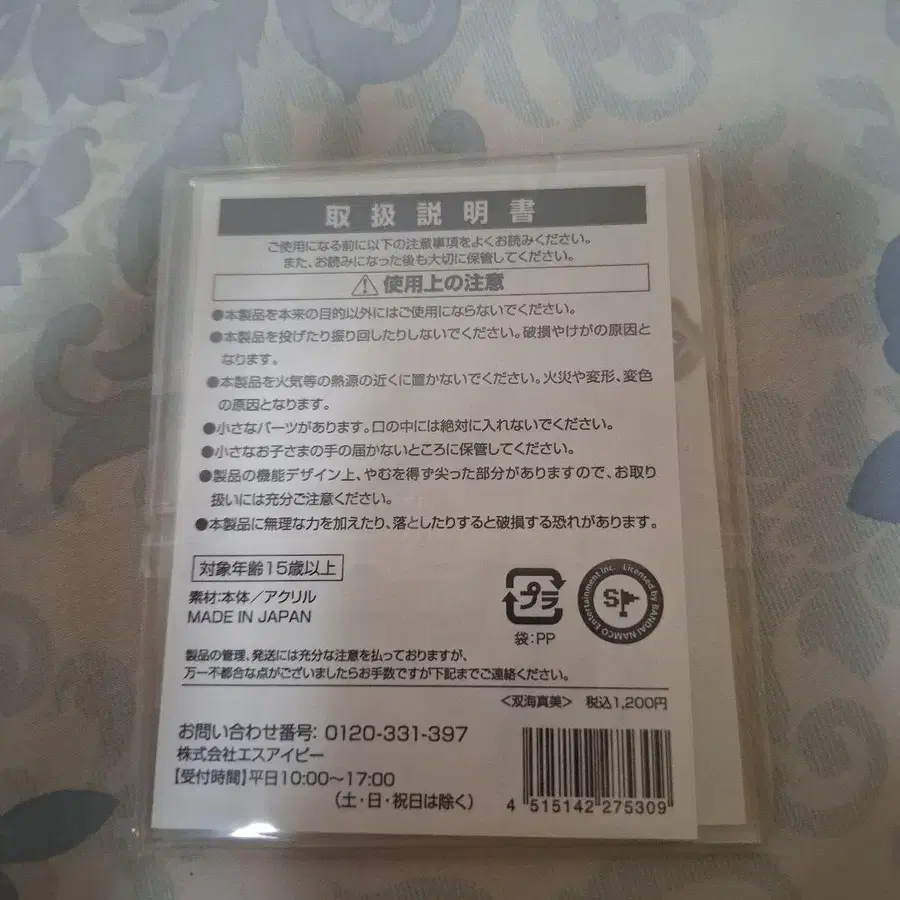 取扱説明書
ご使用になる前に以下の注意事項をよくお読みください。
また、お読みになった後も大切に保管してください。
使用上の注意
●本製品を本来の目的以外にはご使用にならないでください。
●本製品を投げたり振り回したりしないでください。破損やけがの原因と
なります。
●本製品を火気等の熱源の近くに置かないでください。火災や変形、変色
の原因となります。
●小さなパーツがあります。口の中には絶対に入れないでください。
●小さなお子さまの手の届かないところに保管してください。
●製品の機能デザイン上、やむを得ず尖った部分がありますので、お取り
扱いには充分ご注意ください。
●本製品に無理な力を加えたり、落としたりすると破損する恐れがあります。
対象年齢15歳以上
素材:本体/アクリル
MADE IN JAPAN
プラ
袋:PP
Licensed by BANDAI NAMCO Entertainment Inc.
SP
製品の管理、発送には充分な注意を払っておりますが、
万一不都合な点がございましたらお手数ですが下記までご連絡ください。
<双海真美> 税込1,200円
お問い合わせ番号: 0120-331-397
株式会社エスアイピー
【受付時間】平日10:00~17:00
(土・日・祝日は除く)
4 515142 275309